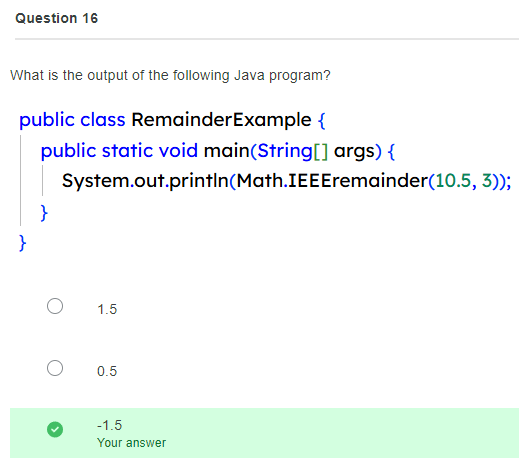 Question 16
What is the output of the following Java program?
public class RemainderExample {
public static void main(String[] args) {
System.out.println(Math.IEEEremainder(10.5, 3));
}
}
1.5
0.5
-1.5
Your answer